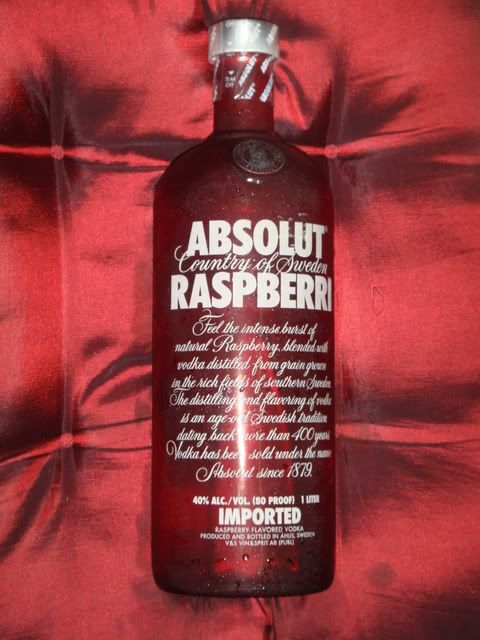 TEAR
OFF
ABSOLUT
Country of Sweden
RASPBERRI
Feel the intense burst of
natural Raspberry, blended with
vodka distilled from grain grown
in the rich fields of southern Sweden.
The distilling and flavoring of vodka
is an age-old Swedish tradition
dating back more than 400 years.
Vodka has been sold under the name
Absolut since 1879.
40% ALC./VOL. (80 PROOF) 1 LITER
IMPORTED
RASPBERRY FLAVORED VODKA
PRODUCED AND BOTTLED IN ÅHUS, SWEDEN
V&S VIN&SPRIT AB (PUBL)